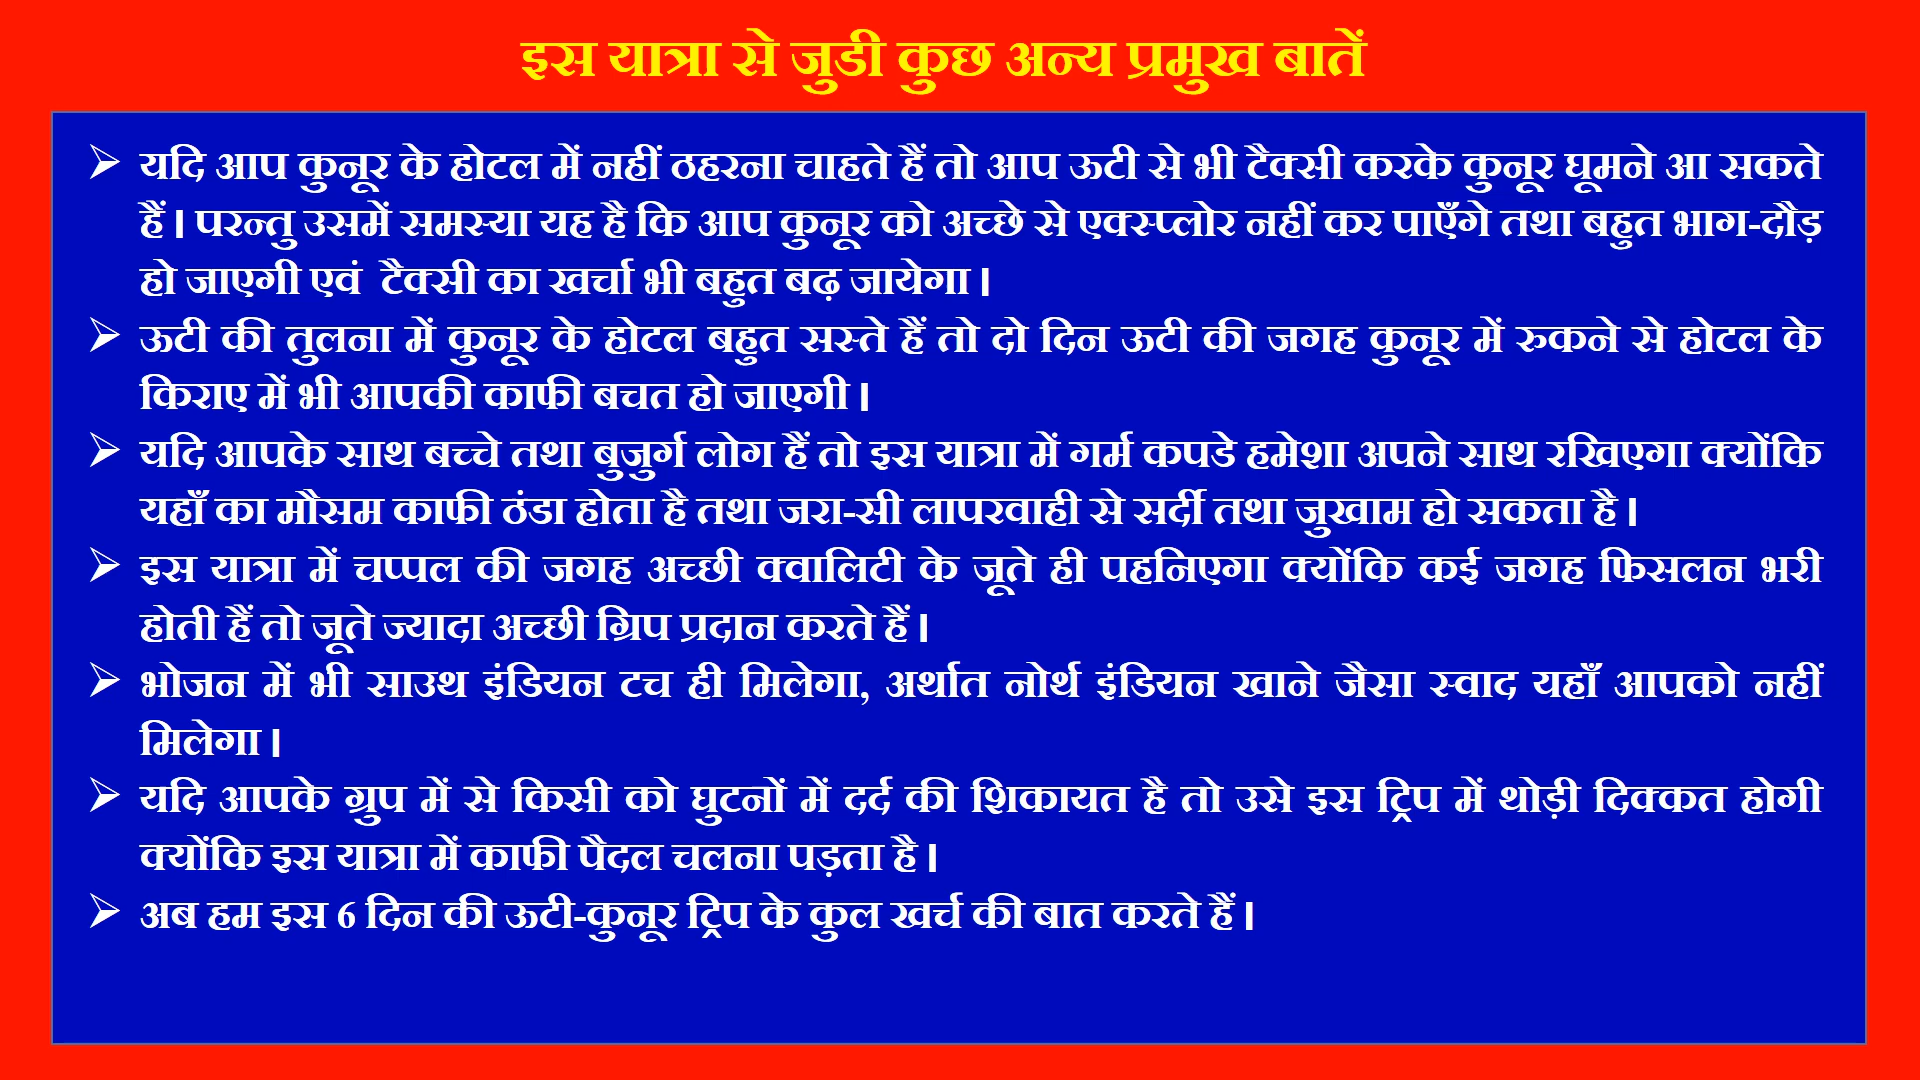 इस यात्रा से जुडी कुछ अन्य प्रमुख बातें
➢ यदि आप कुनूर के होटल में नहीं ठहरना चाहते हैं तो आप ऊटी से भी टैक्सी करके कुनूर घूमने आ सकते
हैं। परन्तु उसमें समस्या यह है कि आप कुनूर को अच्छे से एक्स्प्लोर नहीं कर पाएँगे तथा बहुत भाग-दौड़
हो जाएगी एवं टैक्सी का खर्चा भी बहुत बढ़ जायेगा।
➢ ऊटी की तुलना में कुनूर के होटल बहुत सस्ते हैं तो दो दिन ऊटी की जगह कुनूर में रुकने से होटल के
किराए में भी आपकी काफी बचत हो जाएगी।
➢ यदि आपके साथ बच्चे तथा बुजुर्ग लोग हैं तो इस यात्रा में गर्म कपडे हमेशा अपने साथ रखिएगा क्योंकि
यहाँ का मौसम काफी ठंडा होता है तथा जरा-सी लापरवाही से सर्दी तथा जुखाम हो सकता है।
➢ इस यात्रा में चप्पल की जगह अच्छी क्वालिटी के जूते ही पहनिएगा क्योंकि कई जगह फिसलन भरी
होती हैं तो जूते ज्यादा अच्छी ग्रिप प्रदान करते हैं।
➢ भोजन में भी साउथ इंडियन टच ही मिलेगा, अर्थात नोर्थ इंडियन खाने जैसा स्वाद यहाँ आपको नहीं
मिलेगा।
➢ यदि आपके ग्रुप में से किसी को घुटनों में दर्द की शिकायत है तो उसे इस ट्रिप में थोड़ी दिक्कत होगी
क्योंकि इस यात्रा में काफी पैदल चलना पड़ता है।
➢ अब हम इस 6 दिन की ऊटी-कुनूर ट्रिप के कुल खर्च की बात करते हैं।